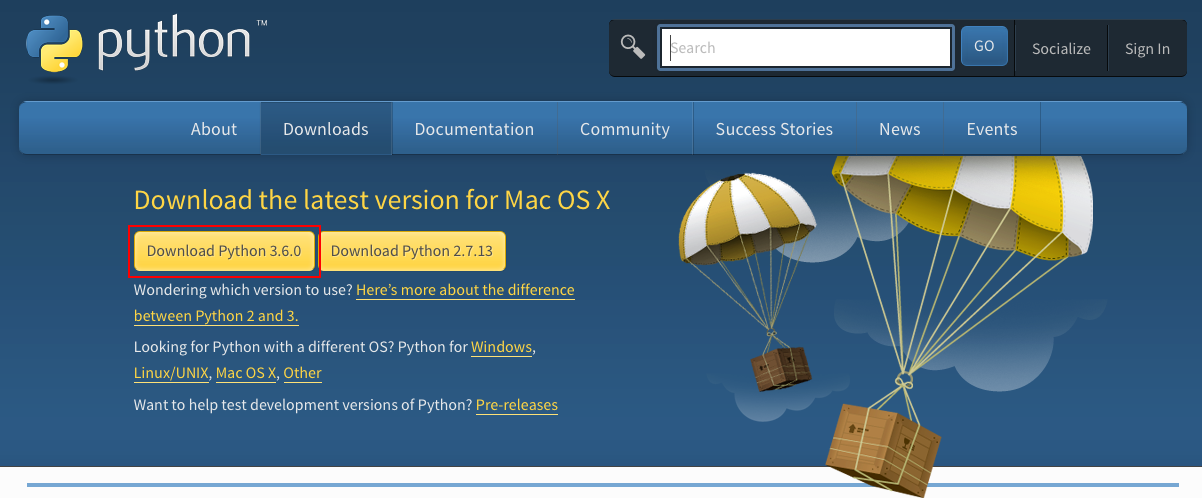 python™
Search
GO
Socialize
Sign In
About
Downloads
Documentation
Community
Success Stories
News
Events
Download the latest version for Mac OS X
Download Python 3.6.0
Download Python 2.7.13
Wondering which version to use? Here's more about the difference
between Python 2 and 3.
Looking for Python with a different OS? Python for Windows,
Linux/UNIX, Mac OS X, Other
Want to help test development versions of Python? Pre-releases